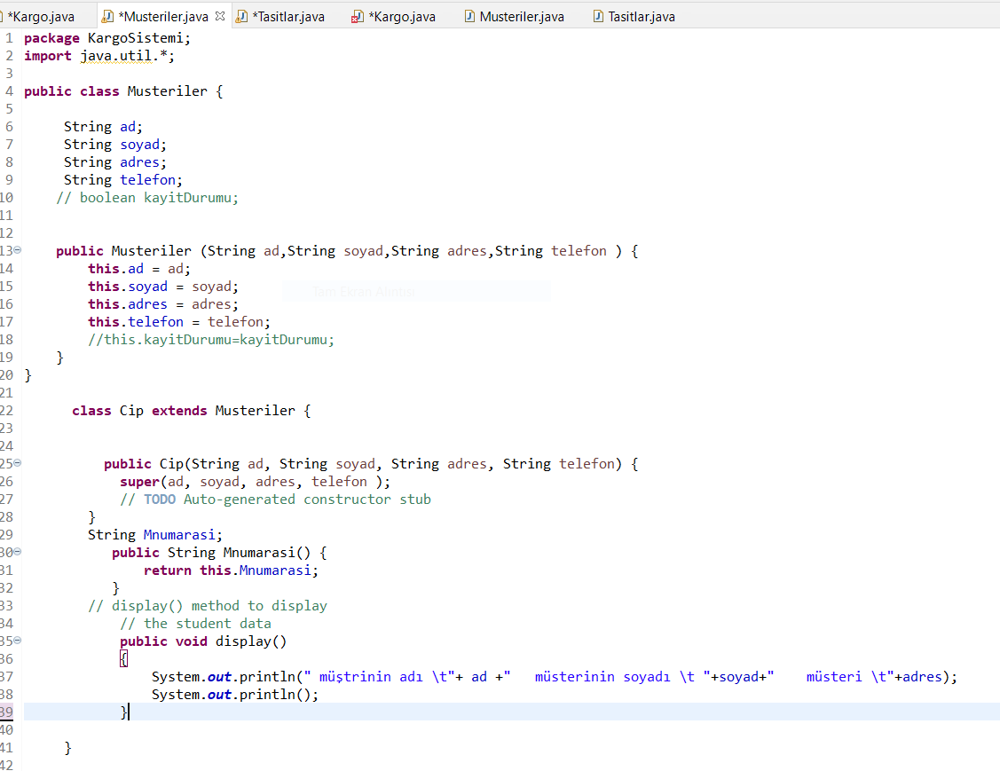 *Kargo.java *Musteriler.java *Tasitlar.java *Kargo.java Musteriler.java Tasitlar.java
1 package KargoSistemi;
2 import java.util.*;
3
4 public class Musteriler {
5
6 String ad;
7 String soyad;
8 String adres;
9 String telefon;
10 // boolean kayitDurumu;
11
12
13 public Musteriler (String ad,String soyad,String adres,String telefon ) {
14 this.ad = ad;
15 this.soyad = soyad;
Tam Ekran Alıntısı
16 this.adres = adres;
17 this.telefon = telefon;
18 //this.kayitDurumu=kayitDurumu;
19 }
20 }
21
22 class Cip extends Musteriler {
23
24
25 public Cip(String ad, String soyad, String adres, String telefon) {
26 super(ad, soyad, adres, telefon );
27 // TODO Auto-generated constructor stub
28 }
29 String Mnumarasi;
30 public String Mnumarasi() {
31 return this.Mnumarasi;
32 }
33 // display() method to display
34 // the student data
35 public void display()
36 {
37 System.out.println(" müştrinin adı \t"+ ad +" müsterinin soyadı \t "+soyad+" müsteri \t"+adres);
38 System.out.println();
39 }
40
41 }
42